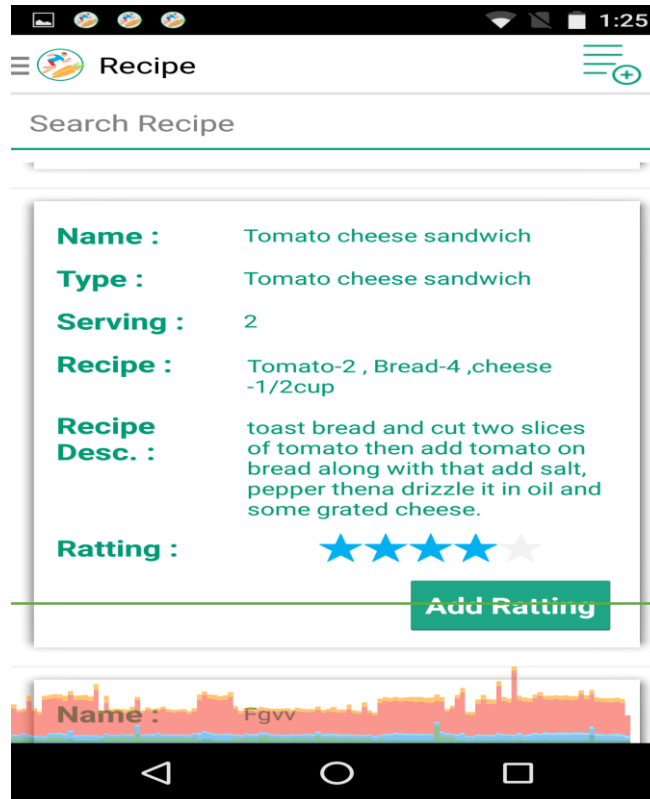 1:25
Recipe
Search Recipe
Name : Tomato cheese sandwich
Type : Tomato cheese sandwich
Serving : 2
Recipe : Tomato-2 , Bread-4 ,cheese
-1/2cup
Recipe
Desc. :
toast bread and cut two slices
of tomato then add tomato on
bread along with that add salt,
pepper thena drizzle it in oil and
some grated cheese.
Ratting :
Add Ratting
Name : Fgvv